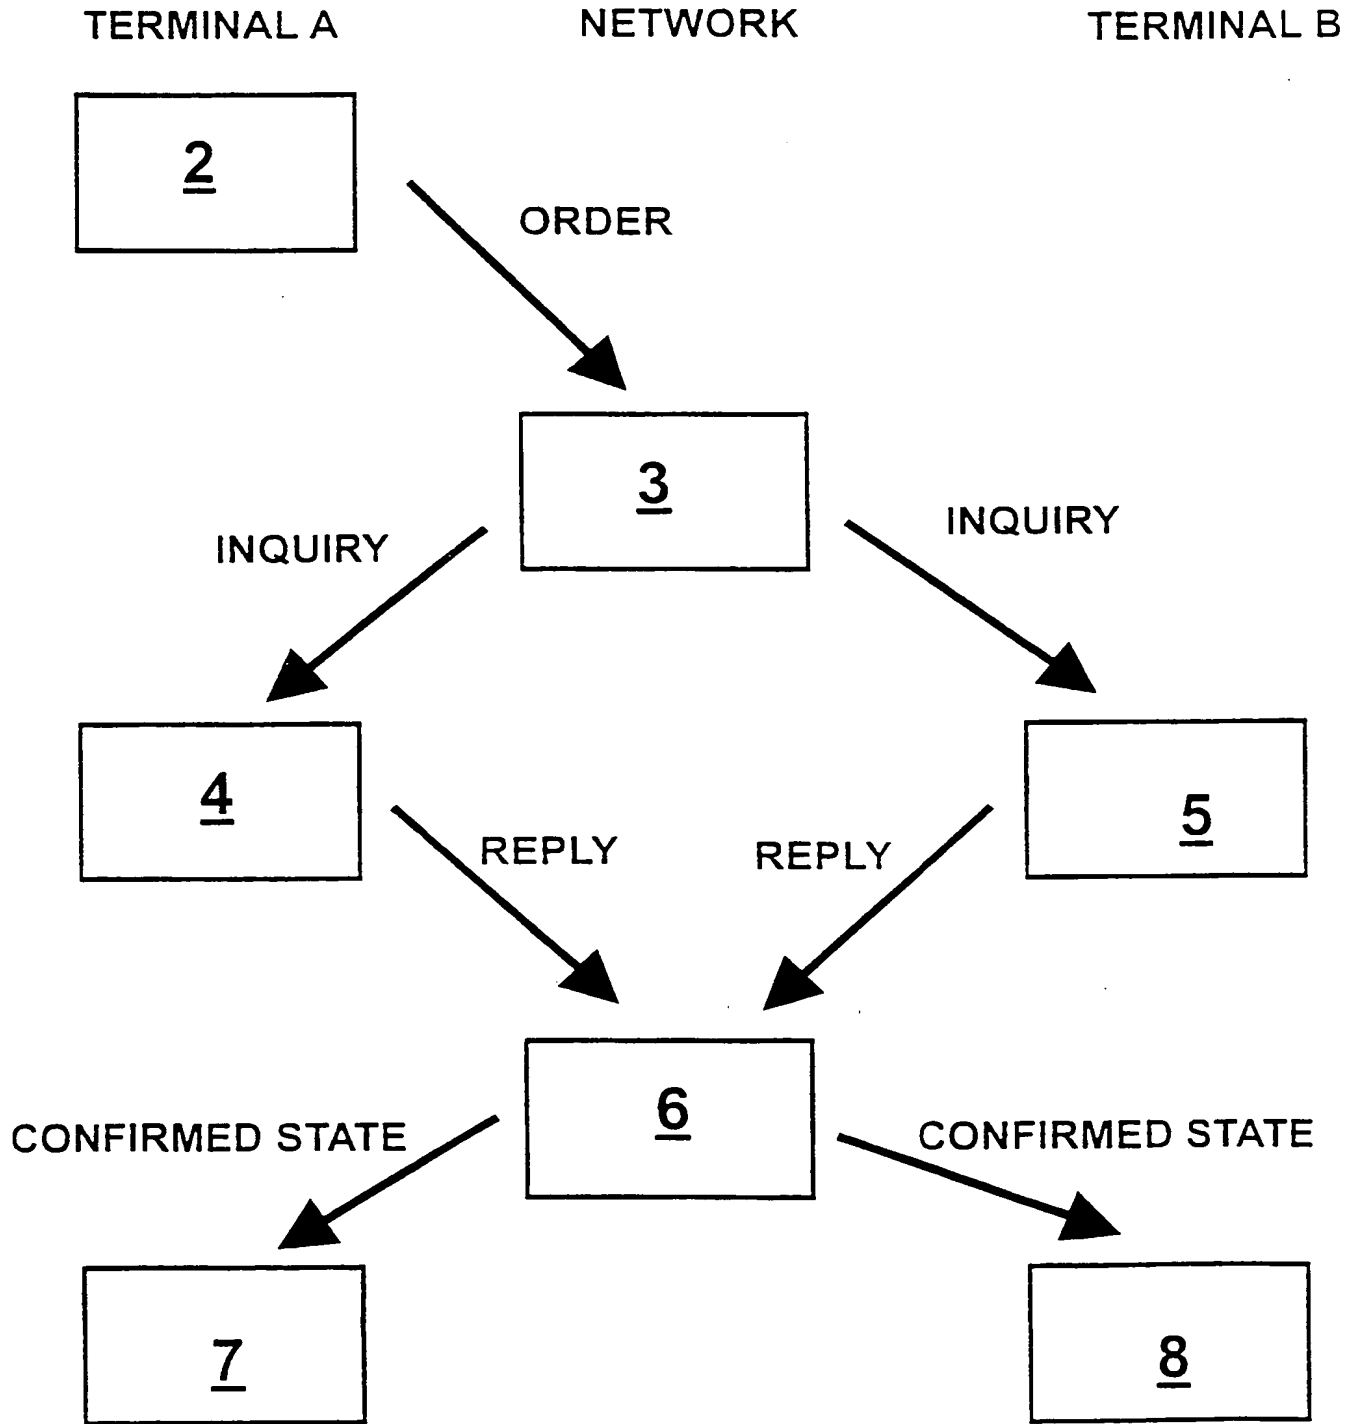 TERMINAL A
NETWORK
TERMINAL B
2
ORDER
3
INQUIRY
INQUIRY
4
5
REPLY
REPLY
6
CONFIRMED STATE
CONFIRMED STATE
7
8